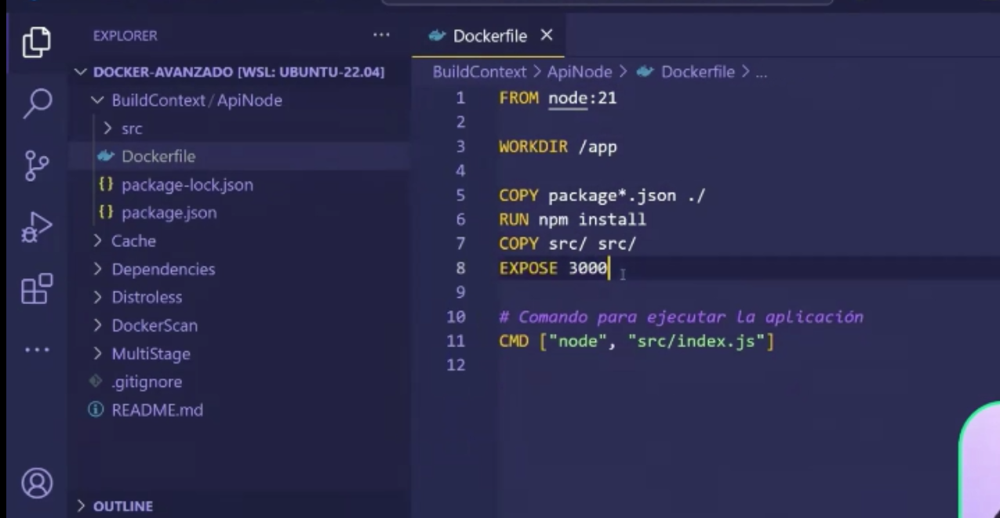 EXPLORER
DOCKER-AVANZADO [WSL: UBUNTU-22.04]
BuildContext / ApiNode
src
Dockerfile
package-lock.json
package.json
Cache
Dependencies
Distroless
DockerScan
MultiStage
.gitignore
README.md
OUTLINE
Dockerfile
BuildContext > ApiNode > Dockerfile > ...
1 FROM node:21
2
3 WORKDIR /app
4
5 COPY package*.json ./
6 RUN npm install
7 COPY src/ src/
8 EXPOSE 3000
9
10 # Comando para ejecutar la aplicación
11 CMD ["node", "src/index.js"]
12